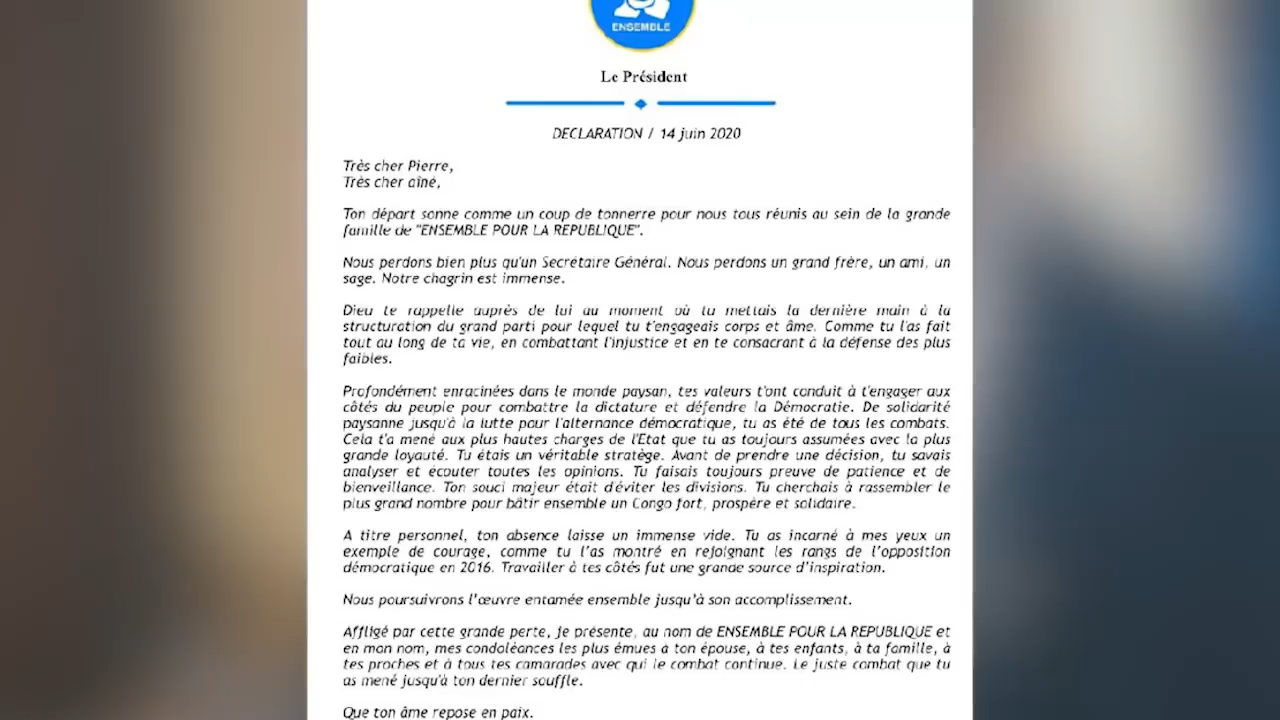 ENSEMBLE
Le Président
DECLARATION / 14 juin 2020
Très cher Pierre,
Très cher aîné,
Ton départ sonne comme un coup de tonnerre pour nous tous réunis au sein de la grande
famille de "ENSEMBLE POUR LA REPUBLIQUE".
Nous perdons bien plus qu'un Secrétaire Général. Nous perdons un grand frère, un ami, un
sage. Notre chagrin est immense.
Dieu te rappelle auprès de lui au moment où tu mettais la dernière main à la
structuration du grand parti pour lequel tu t'engageais corps et âme. Comme tu l'as fait
tout au long de ta vie, en combattant l'injustice et en te consacrant à la défense des plus
faibles.
Profondément enracinées dans le monde paysan, tes valeurs t'ont conduit à t'engager aux
côtés du peuple pour combattre la dictature et défendre la Démocratie. De solidarité
paysanne jusqu'à la lutte pour l'alternance démocratique, tu as été de tous les combats.
Cela t'a mené aux plus hautes charges de l'Etat que tu as toujours assumées avec la plus
grande loyauté. Tu étais un véritable stratège. Avant de prendre une décision, tu savais
analyser et écouter toutes les opinions. Tu faisais toujours preuve de patience et de
bienveillance. Ton souci majeur était d'éviter les divisions. Tu cherchais à rassembler le
plus grand nombre pour bâtir ensemble un Congo fort, prospère et solidaire.
A titre personnel, ton absence laisse un immense vide. Tu as incarné à mes yeux un
exemple de courage, comme tu l'as montré en rejoignant les rangs de l'opposition
démocratique en 2016. Travailler à tes côtés fut une grande source d'inspiration.
Nous poursuivrons l'œuvre entamée ensemble jusqu'à son accomplissement.
Affligé par cette grande perte, je présente, au nom de ENSEMBLE POUR LA REPUBLIQUE et
en mon nom, mes condoléances les plus émues à ton épouse, à tes enfants, à ta famille, à
tes proches et à tous tes camarades avec qui le combat continue. Le juste combat que tu
as mené jusqu'à ton dernier souffle.
Que ton âme repose en paix.